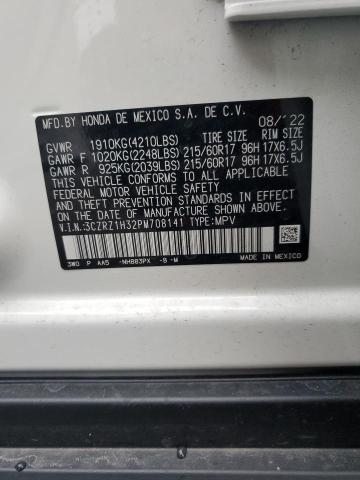 MFD.BY HONDA DE MEXICO S.A. DE C.V. 08/'22
GVWR 1910KG(4210LBS) TIRE SIZE RIM SIZE
GAWR F 1020KG(2248LBS) 215/60R17 96H 17X6.5J
GAWR R 925KG(2039LBS) 215/60R17 96H 17X6.5J
THIS VEHICLE CONFORMS TO ALL APPLICABLE
FEDERAL MOTOR VEHICLE SAFETY AND THEFT PREVENTION
STANDARDS IN EFFECT ON THE DATE OF MANUFACTURE SHOWN ABOVE.
V.I.N.:3CZRZ1H32PM708141 TYPE:MPV
3W0 P AA5 -NH883PX -B -M
MADE IN MEXICO